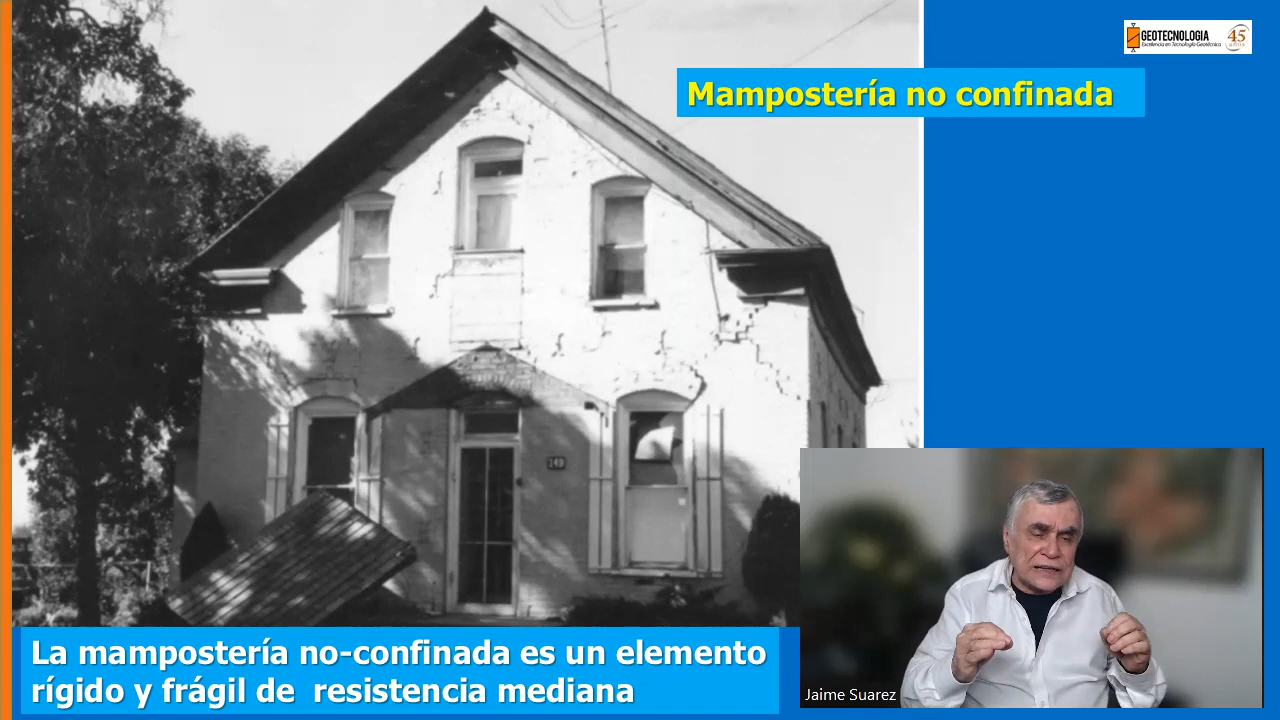 GEOTECNOLOGIA
Excelencia en Tecnología Geotécnica
45
Mampostería no confinada
La mampostería no-confinada es un elemento
rígido y frágil de resistencia mediana
Jaime Suarez